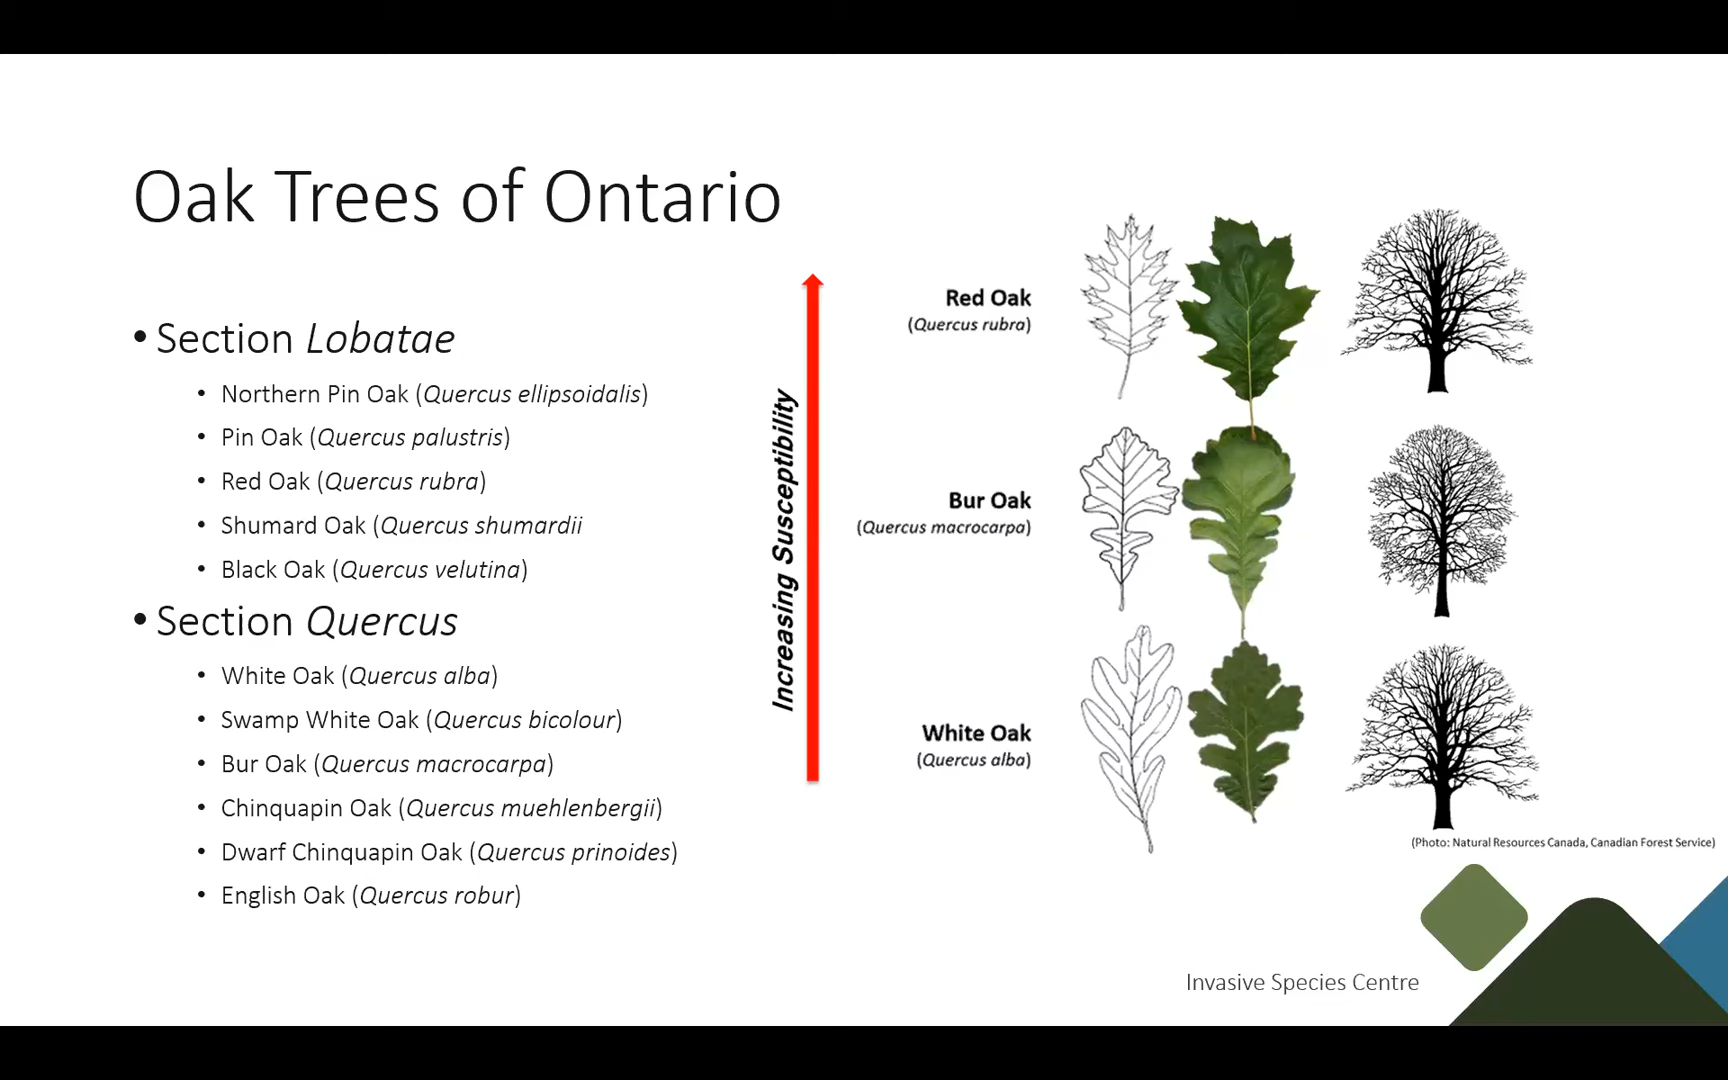 Oak Trees of Ontario
• Section Lobatae
• Northern Pin Oak (Quercus ellipsoidalis)
• Pin Oak (Quercus palustris)
• Red Oak (Quercus rubra)
• Shumard Oak (Quercus shumardii
• Black Oak (Quercus velutina)
• Section Quercus
• White Oak (Quercus alba)
• Swamp White Oak (Quercus bicolour)
• Bur Oak (Quercus macrocarpa)
• Chinquapin Oak (Quercus muehlenbergii)
• Dwarf Chinquapin Oak (Quercus prinoides)
• English Oak (Quercus robur)
Increasing Susceptibility
Red Oak
(Quercus rubra)
Bur Oak
(Quercus macrocarpa)
White Oak
(Quercus alba)
(Photo: Natural Resources Canada, Canadian Forest Service)
Invasive Species Centre